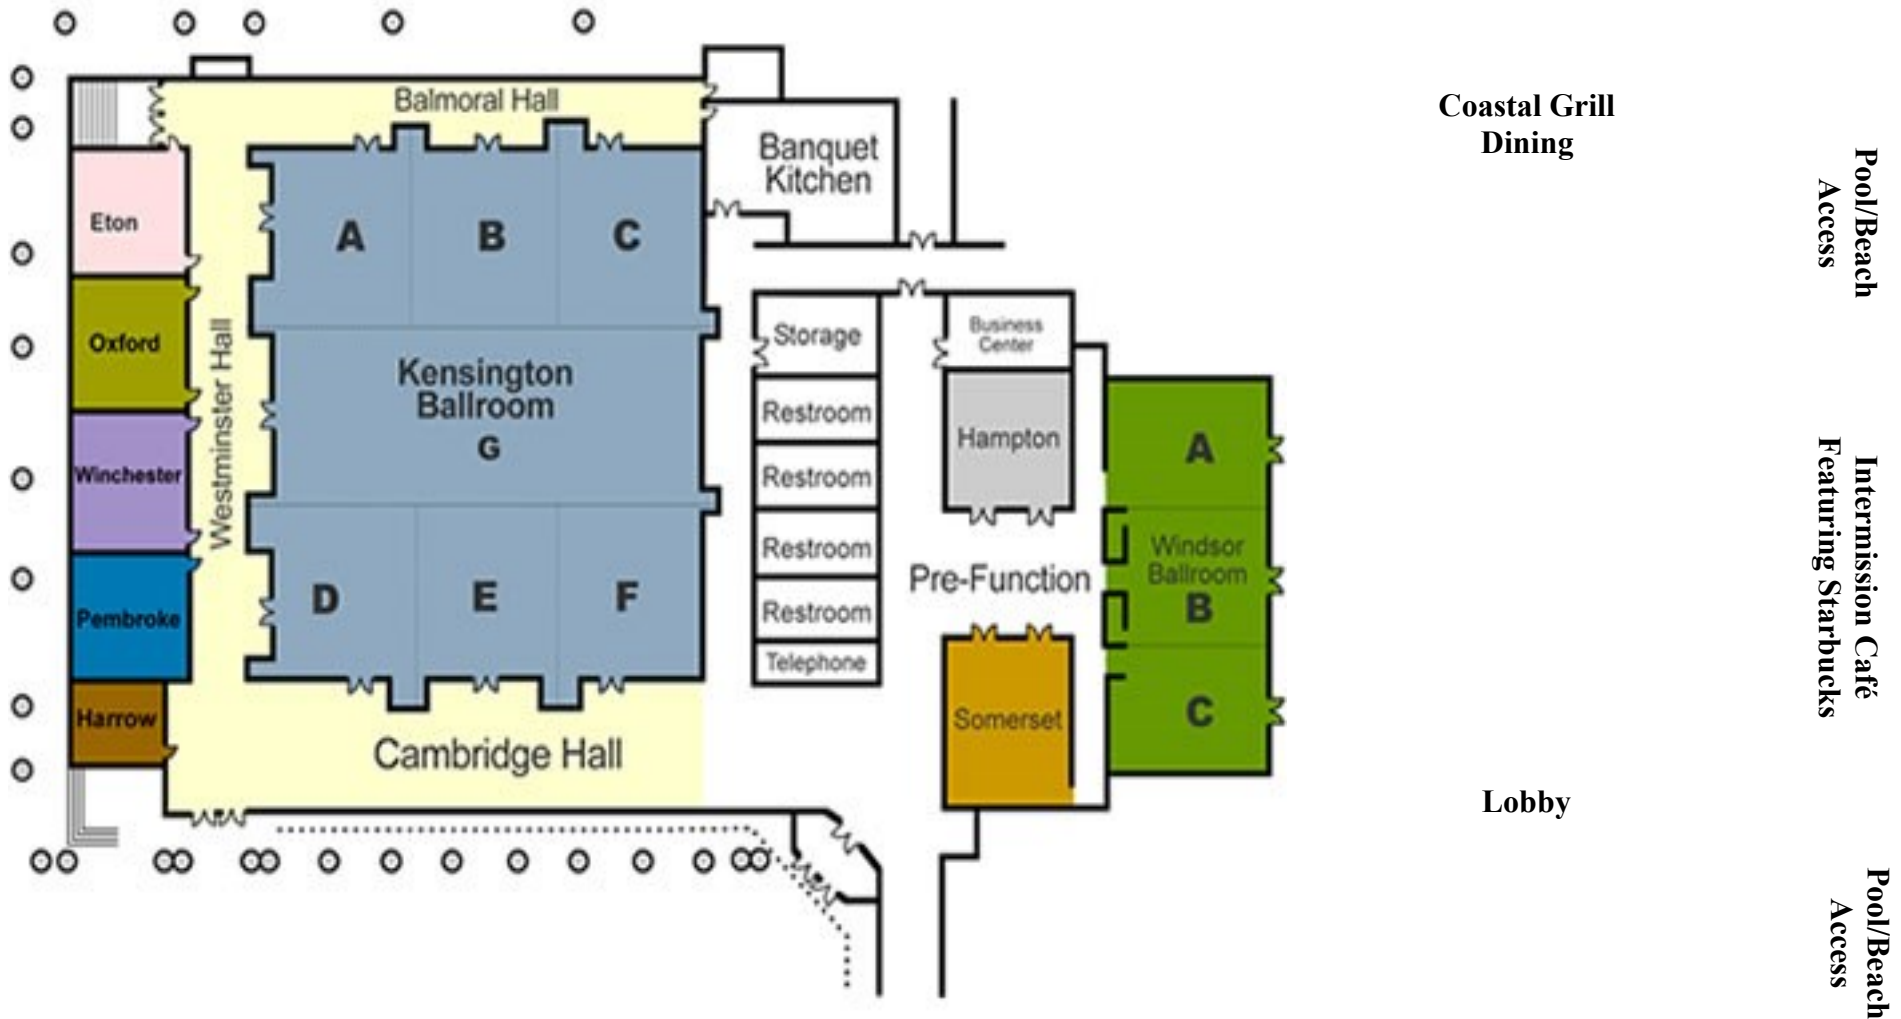 Balmoral Hall
Coastal Grill
Dining
Banquet
Kitchen
Pool/Beach
Access
Eton
A
B
C
Oxford
Westminster Hall
Kensington
Ballroom
G
Storage
Business
Center
Restroom
Hampton
A
Winchester
Restroom
Intermission Café
Featuring Starbucks
Restroom
Pre-Function
Windsor
Ballroom
B
Pembroke
D
E
F
Restroom
Telephone
Harrow
Somerset
C
Cambridge Hall
Lobby
Pool/Beach
Access